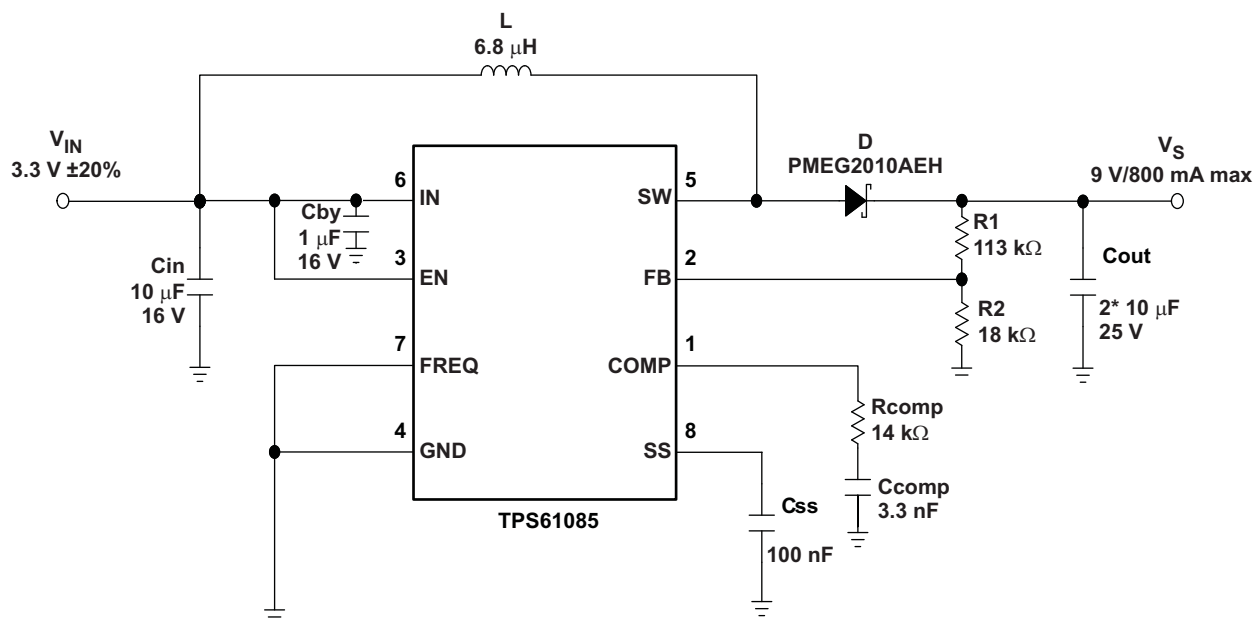 L
6.8 μH
VIN
3.3 V ±20%
D
PMEG2010AEH
VS
9 V/800 mA max
6
IN
SW
5
Cby
1 μF
16 V
R1
113 kΩ
3
EN
FB
2
Cin
10 μF
16 V
Cout
2* 10 μF
25 V
R2
18 kΩ
7
FREQ
COMP
1
Rcomp
14 kΩ
4
GND
SS
8
Ccomp
3.3 nF
Css
100 nF
TPS61085